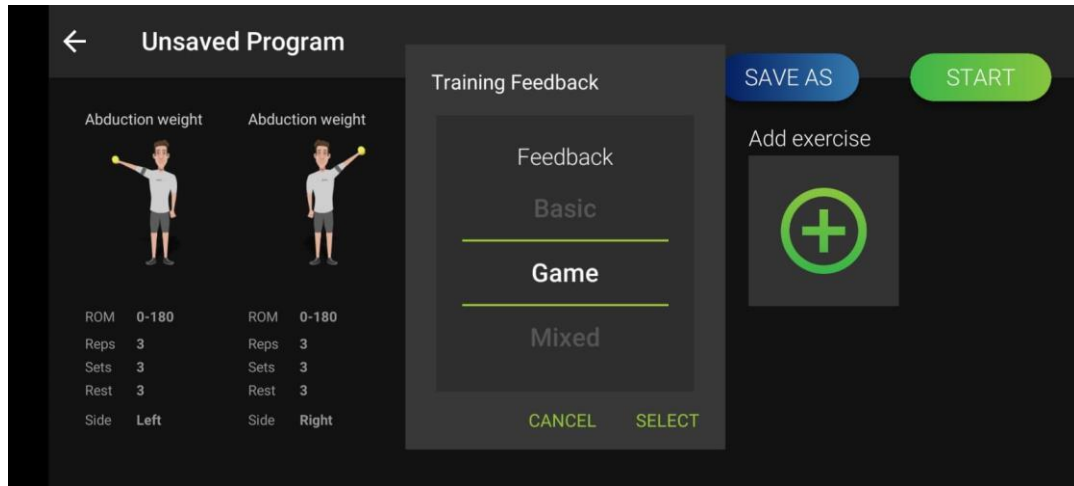 Unsaved Program
SAVE AS
START
Abduction weight
ROM 0-180
Reps 3
Sets 3
Rest 3
Side Left
Abduction weight
ROM 0-180
Reps 3
Sets 3
Rest 3
Side Right
Training Feedback
Feedback
Basic
Game
Mixed
CANCEL SELECT
Add exercise